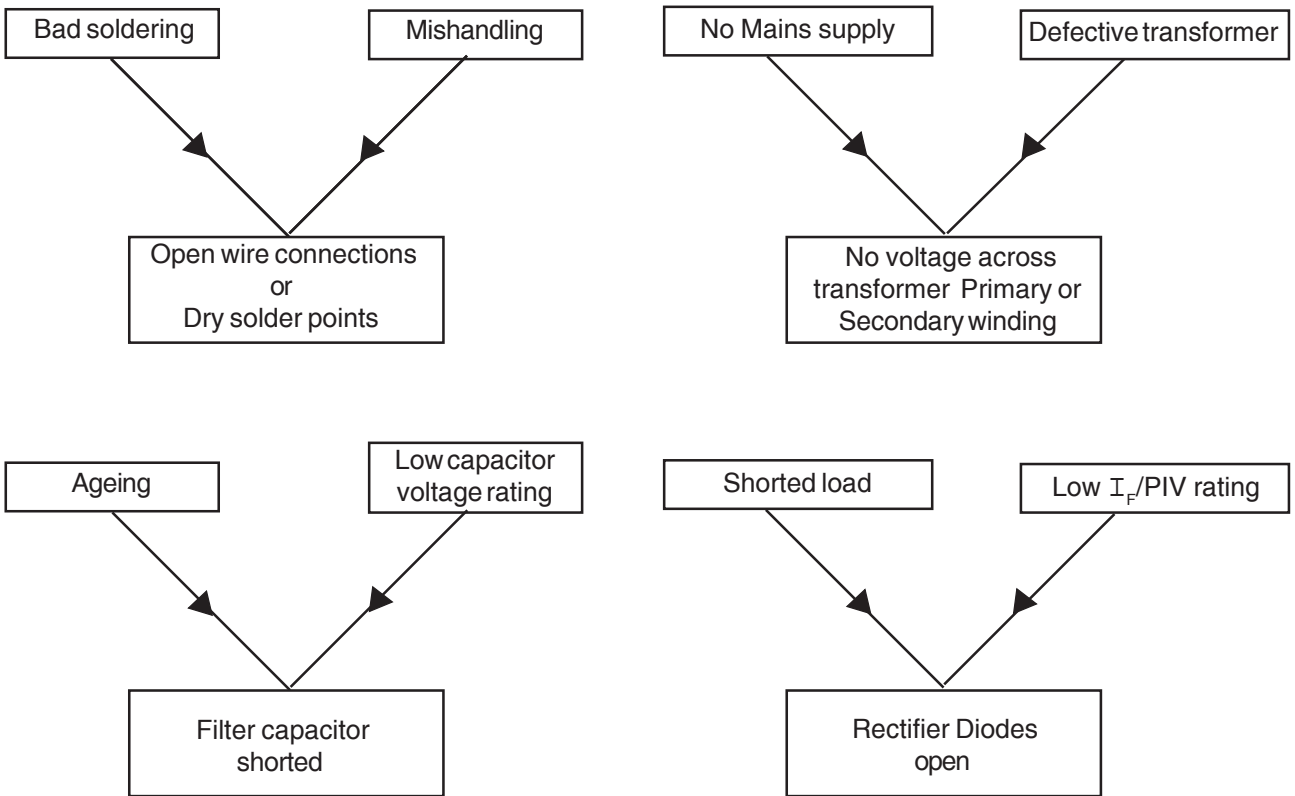 Bad soldering
Mishandling
No Mains supply
Defective transformer
Open wire connections
or
Dry solder points
No voltage across
transformer Primary or
Secondary winding
Ageing
Low capacitor
voltage rating
Shorted load
Low I_F/PIV rating
Filter capacitor
shorted
Rectifier Diodes
open